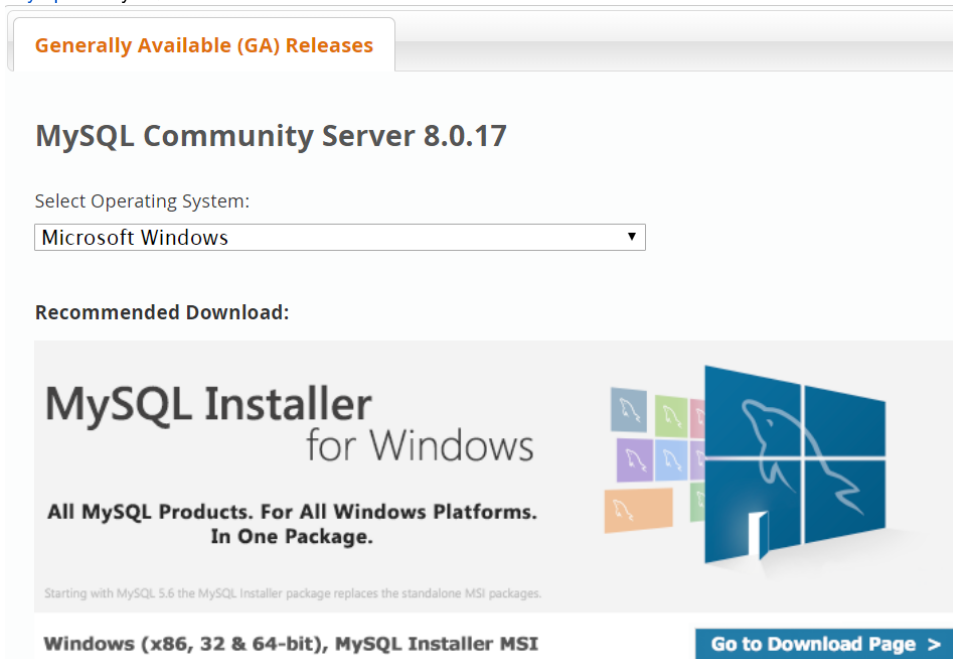 Generally Available (GA) Releases
MySQL Community Server 8.0.17
Select Operating System:
Microsoft Windows
Recommended Download:
MySQL Installer
for Windows
All MySQL Products. For All Windows Platforms.
In One Package.
Starting with MySQL 5.6 the MySQL Installer package replaces the standalone MSI packages.
Windows (x86, 32 & 64-bit), MySQL Installer MSI
Go to Download Page >